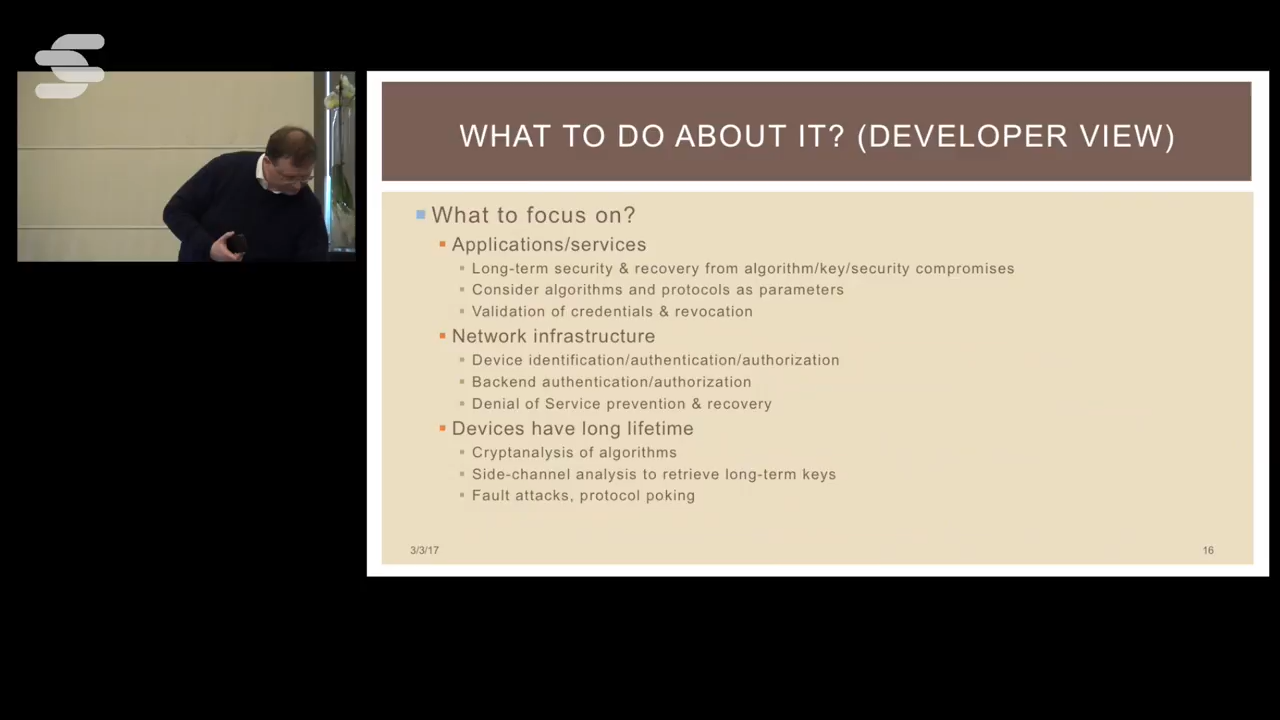 WHAT TO DO ABOUT IT? (DEVELOPER VIEW)
What to focus on?
Applications/services
Long-term security & recovery from algorithm/key/security compromises
Consider algorithms and protocols as parameters
Validation of credentials & revocation
Network infrastructure
Device identification/authentication/authorization
Backend authentication/authorization
Denial of Service prevention & recovery
Devices have long lifetime
Cryptanalysis of algorithms
Side-channel analysis to retrieve long-term keys
Fault attacks, protocol poking
3/3/17
16